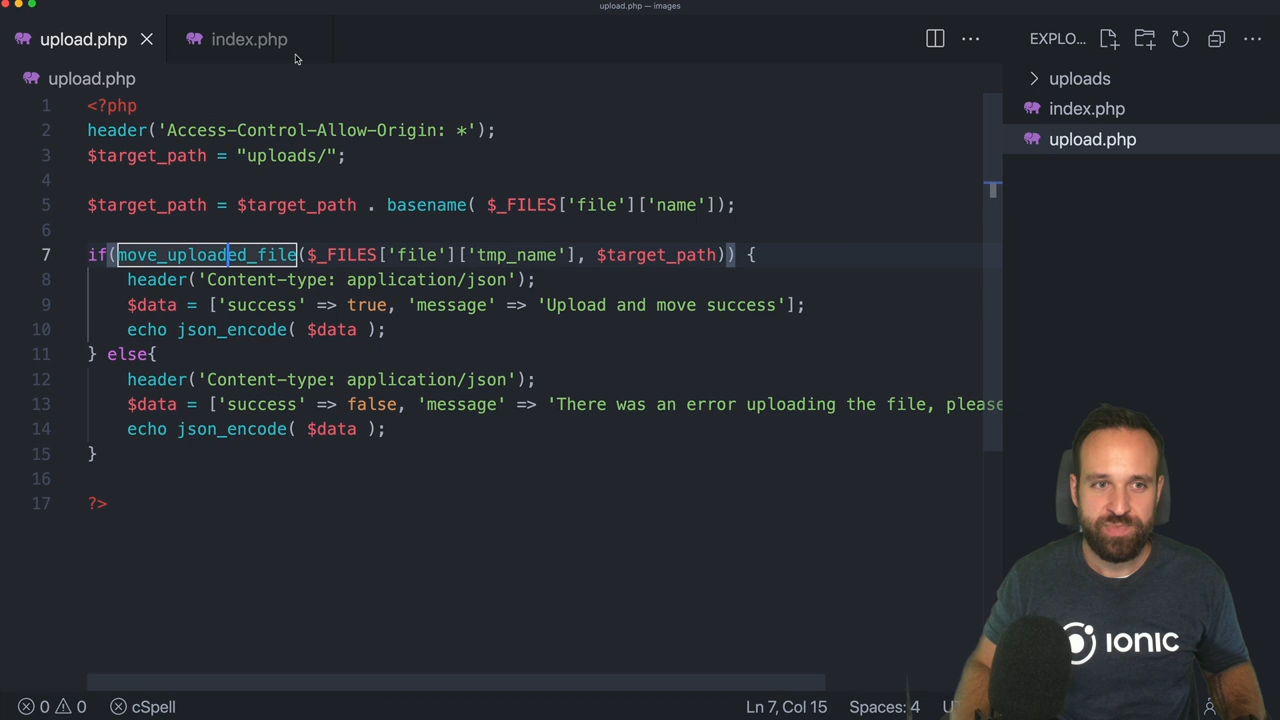 upload.php — images
upload.php
index.php
EXPLO...
upload.php
uploads
index.php
upload.php
1 <?php
2 header('Access-Control-Allow-Origin: *');
3 $target_path = "uploads/";
4
5 $target_path = $target_path . basename( $_FILES['file']['name']);
6
7 if(move_uploaded_file($_FILES['file']['tmp_name'], $target_path)) {
8 header('Content-type: application/json');
9 $data = ['success' => true, 'message' => 'Upload and move success'];
10 echo json_encode( $data );
11 } else{
12 header('Content-type: application/json');
13 $data = ['success' => false, 'message' => 'There was an error uploading the file, please
14 echo json_encode( $data );
15 }
16
17 ?>
IONIC
0 0 cSpell
Ln 7, Col 15 Spaces: 4